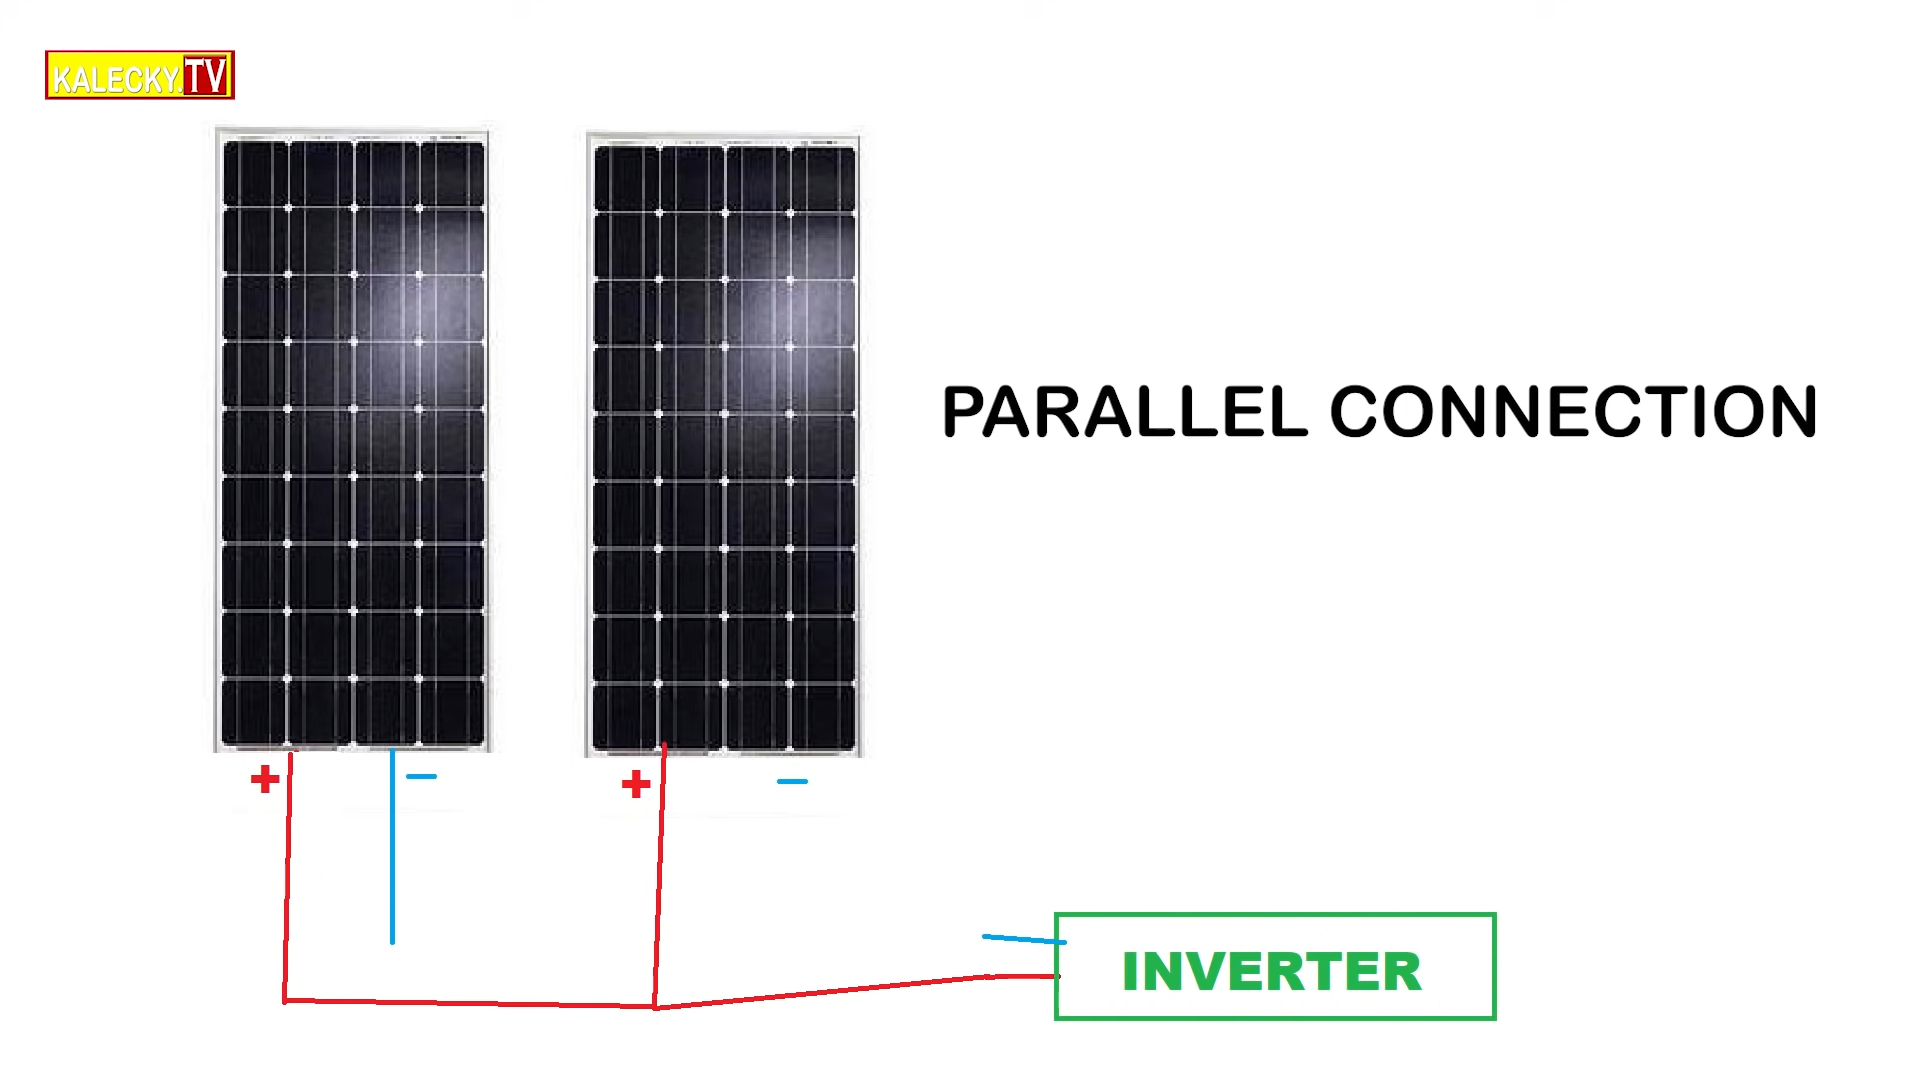 KALECKY.TV
PARALLEL CONNECTION
+ − + −
INVERTER